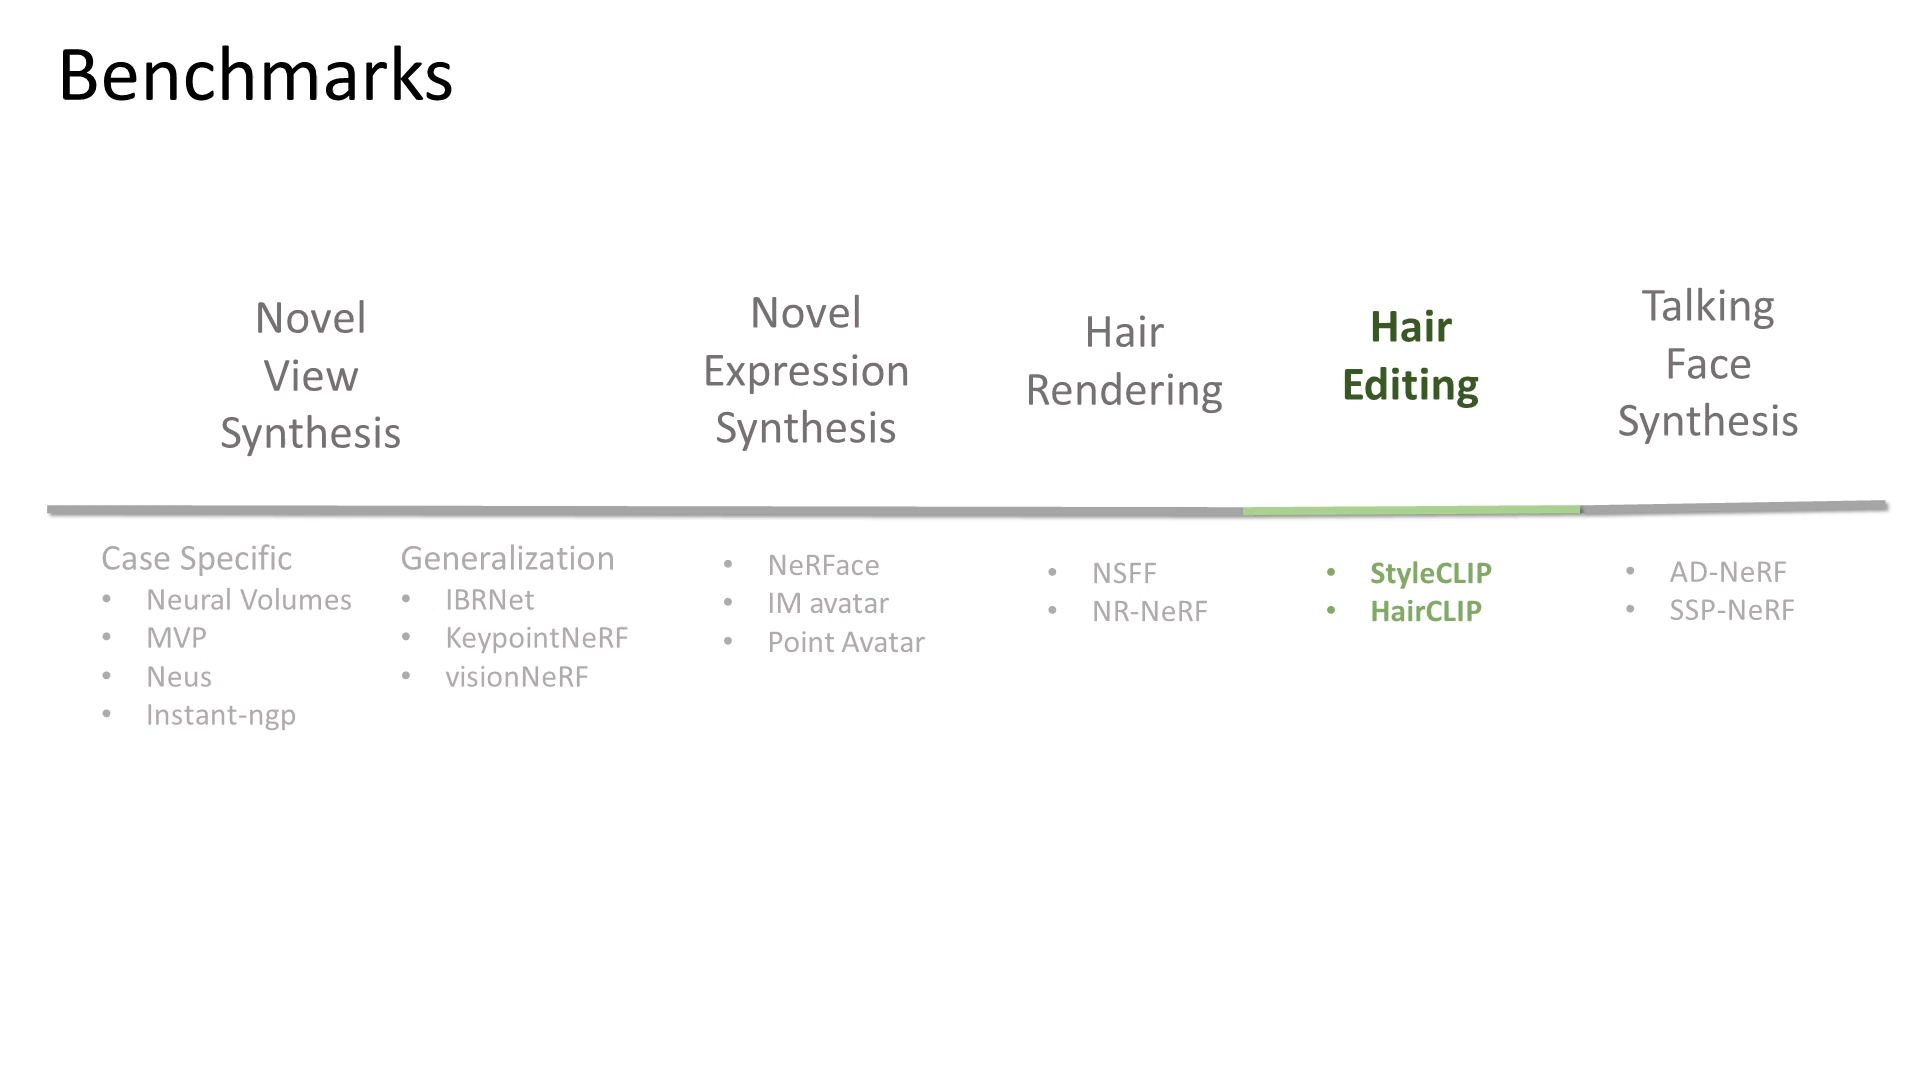 Benchmarks
Novel
View
Synthesis
Novel
Expression
Synthesis
Hair
Rendering
Hair
Editing
Talking
Face
Synthesis
Case Specific
• Neural Volumes
• MVP
• Neus
• Instant-ngp
Generalization
• IBRNet
• KeypointNeRF
• visionNeRF
• NeRFace
• IM avatar
• Point Avatar
• NSFF
• NR-NeRF
• StyleCLIP
• HairCLIP
• AD-NeRF
• SSP-NeRF